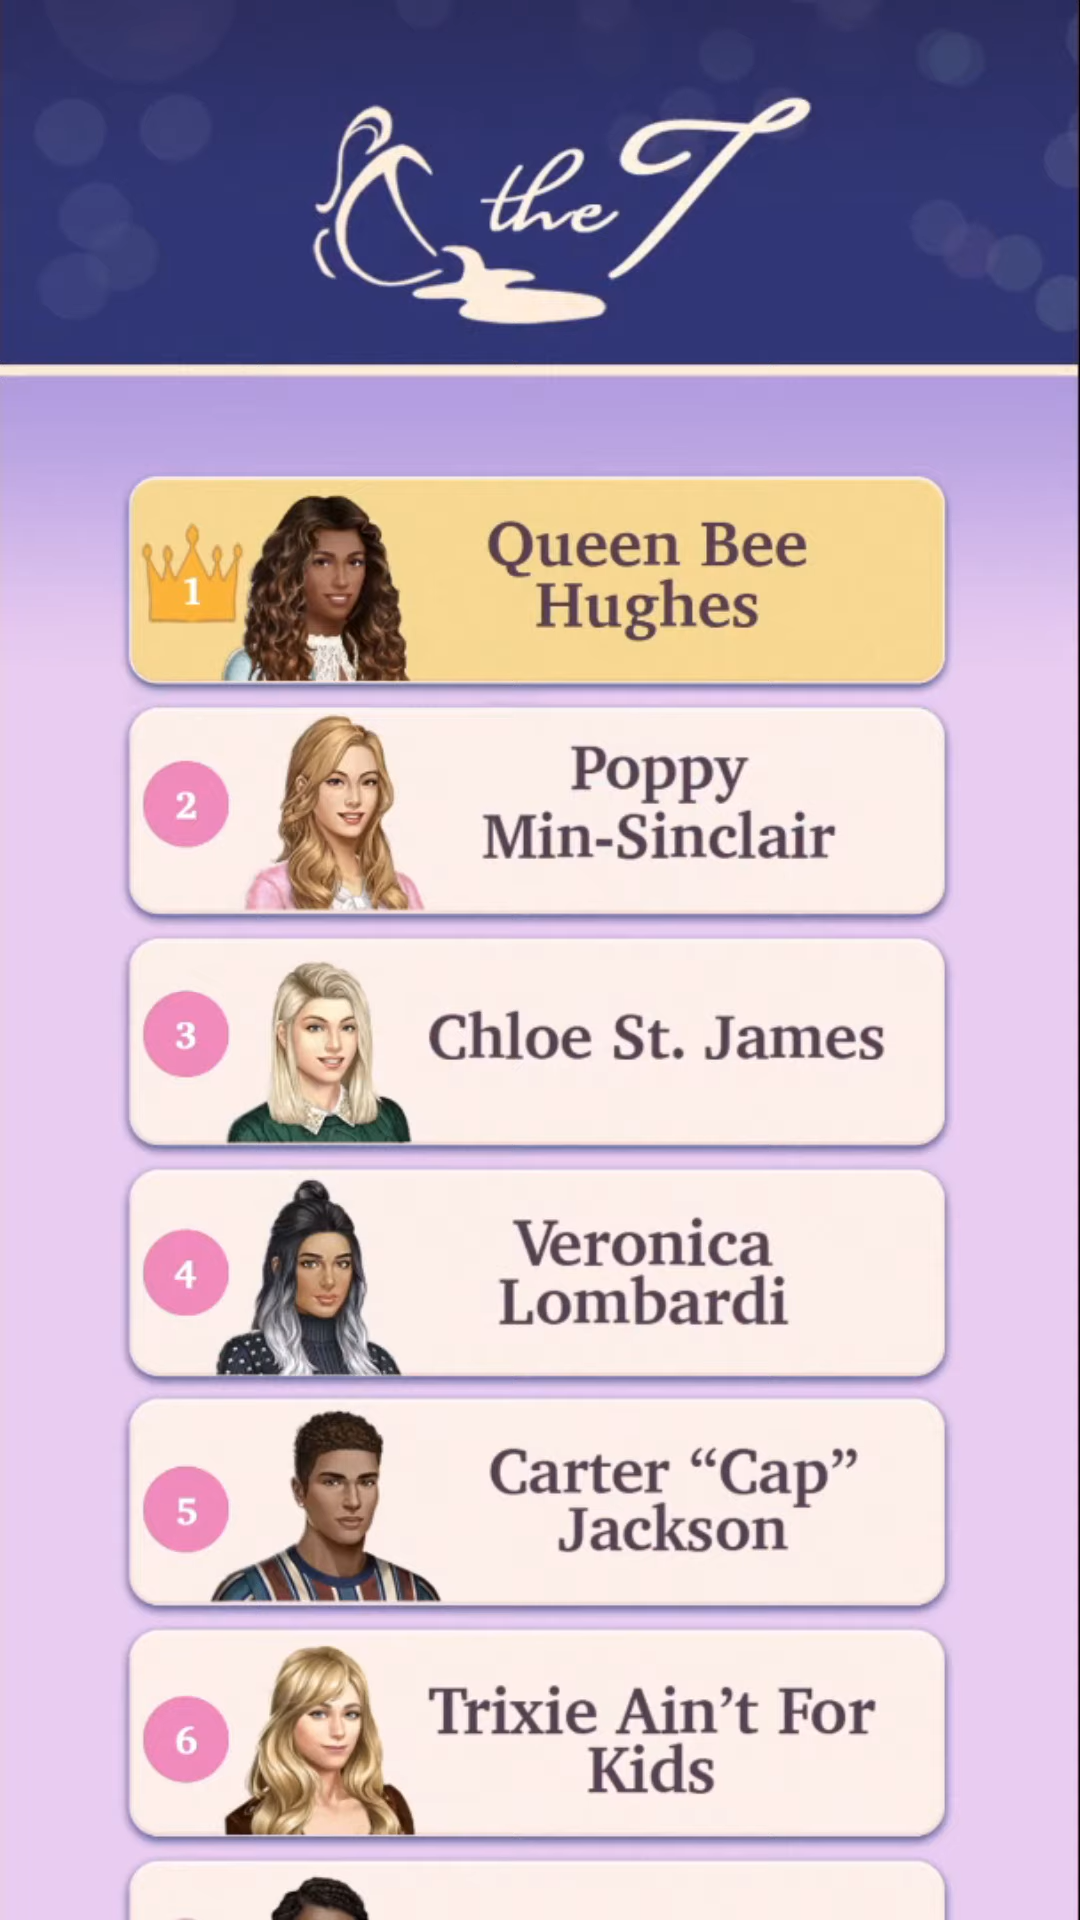 the T
1
Queen Bee
Hughes
2
Poppy
Min-Sinclair
3
Chloe St. James
4
Veronica
Lombardi
5
Carter “Cap”
Jackson
6
Trixie Ain’t For
Kids